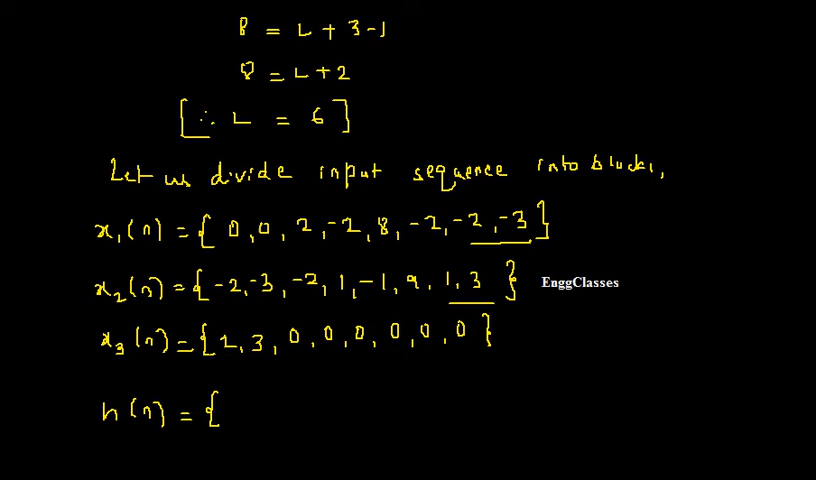 8 = L + 3-1
8 = L + 2
[∴ L = 6]
Let us divide input sequence into blocks,
x₁(n) = { 0, 0, 2, -2, 8, -2, -2, -3 }
x₂(n) = { -2, -3, -2, 1, -1, 9, 1, 3 }
EnggClasses
x₃(n) = { 1, 3, 0, 0, 0, 0, 0, 0 }
h(n) = {